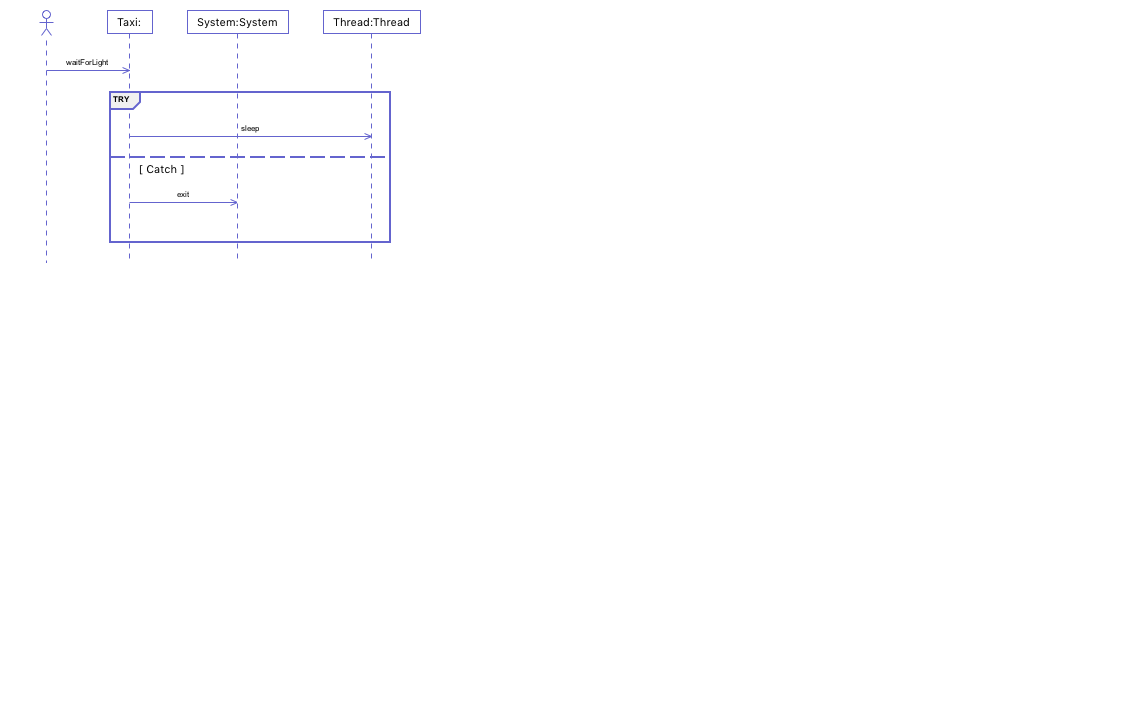 Taxi:
System:System
Thread:Thread
waitForLight
TRY
sleep
[ Catch ]
exit